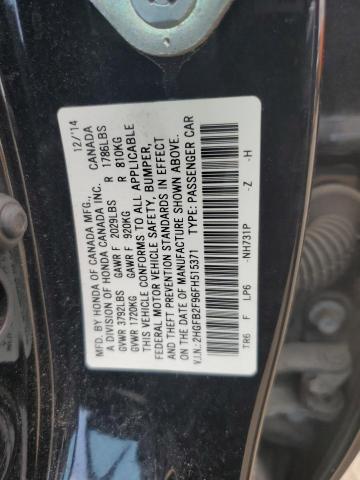 MFD. BY HONDA OF CANADA MFG., CANADA 12/'14
A DIVISION OF HONDA CANADA INC.
GVWR 3792LBS GAWR F 2029LBS R 1786LBS
GVWR 1720KG GAWR F 920KG R 810KG
THIS VEHICLE CONFORMS TO ALL APPLICABLE
FEDERAL MOTOR VEHICLE SAFETY, BUMPER,
AND THEFT PREVENTION STANDARDS IN EFFECT
ON THE DATE OF MANUFACTURE SHOWN ABOVE.
V.I.N.: 2HGFB2F96FH515371 TYPE: PASSENGER CAR
TR6 F LP6 -NH731P -Z -H